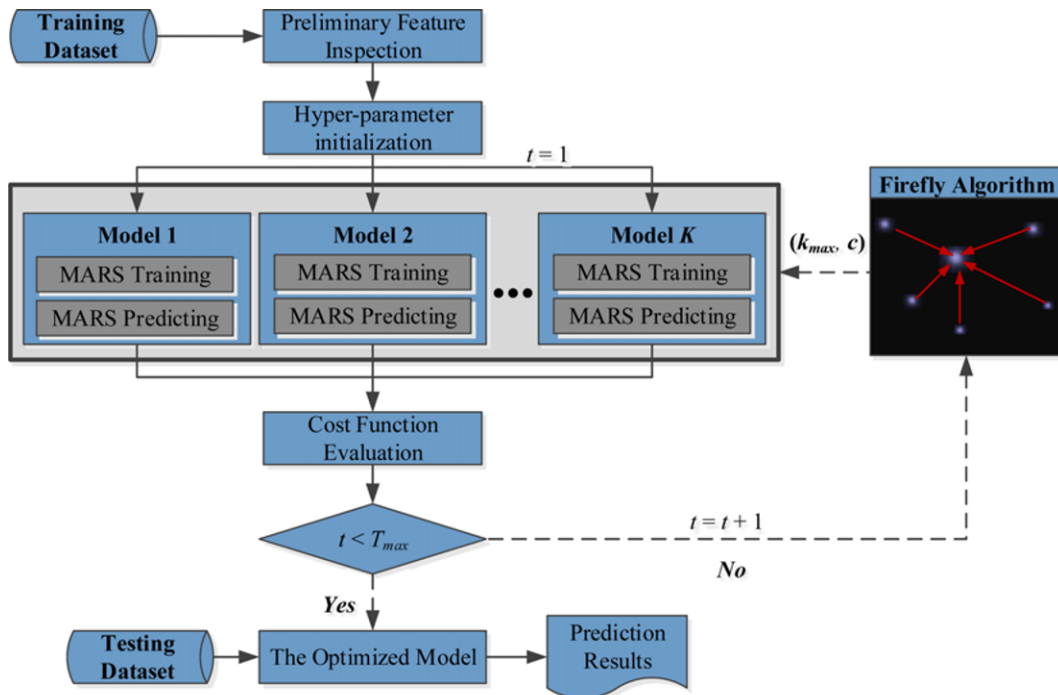 Training
Dataset
Preliminary Feature
Inspection
Hyper-parameter
initialization
t = 1
Firefly Algorithm
Model 1
MARS Training
MARS Predicting
Model 2
MARS Training
MARS Predicting
Model K
MARS Training
MARS Predicting
(kmax, c)
Cost Function
Evaluation
t < Tmax
t = t + 1
No
Yes
Testing
Dataset
The Optimized Model
Prediction
Results